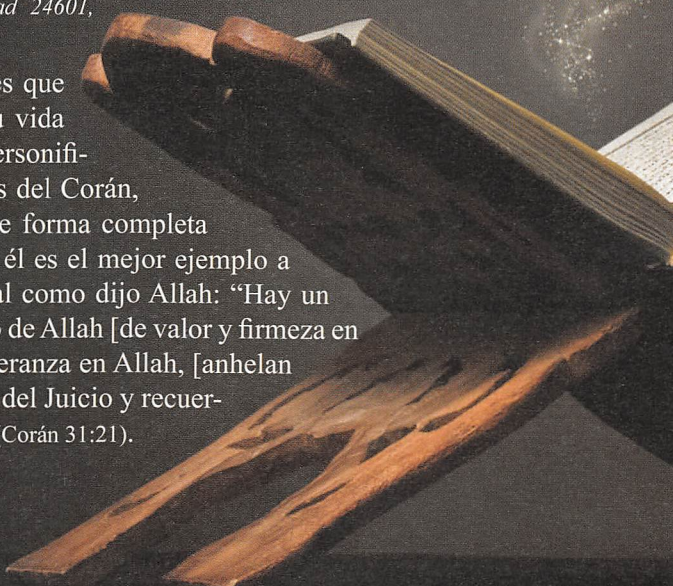 24601,
es que
vida
ersonifi-
s del Corán,
e forma completa
él es el mejor ejemplo a
al como dijo Allah: “Hay un
de Allah [de valor y firmeza en
eranza en Allah, [anhelan
del Juicio y recuer-
Corán 31:21).